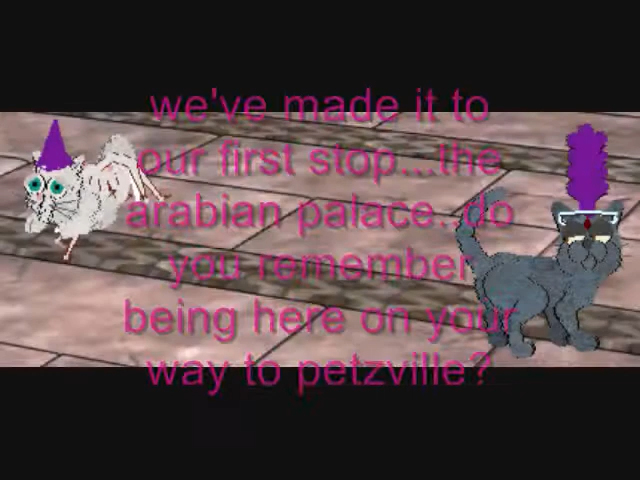 we've made it to
our first stop...the
arabian palace..do
you remember
being here on your
way to petzville?